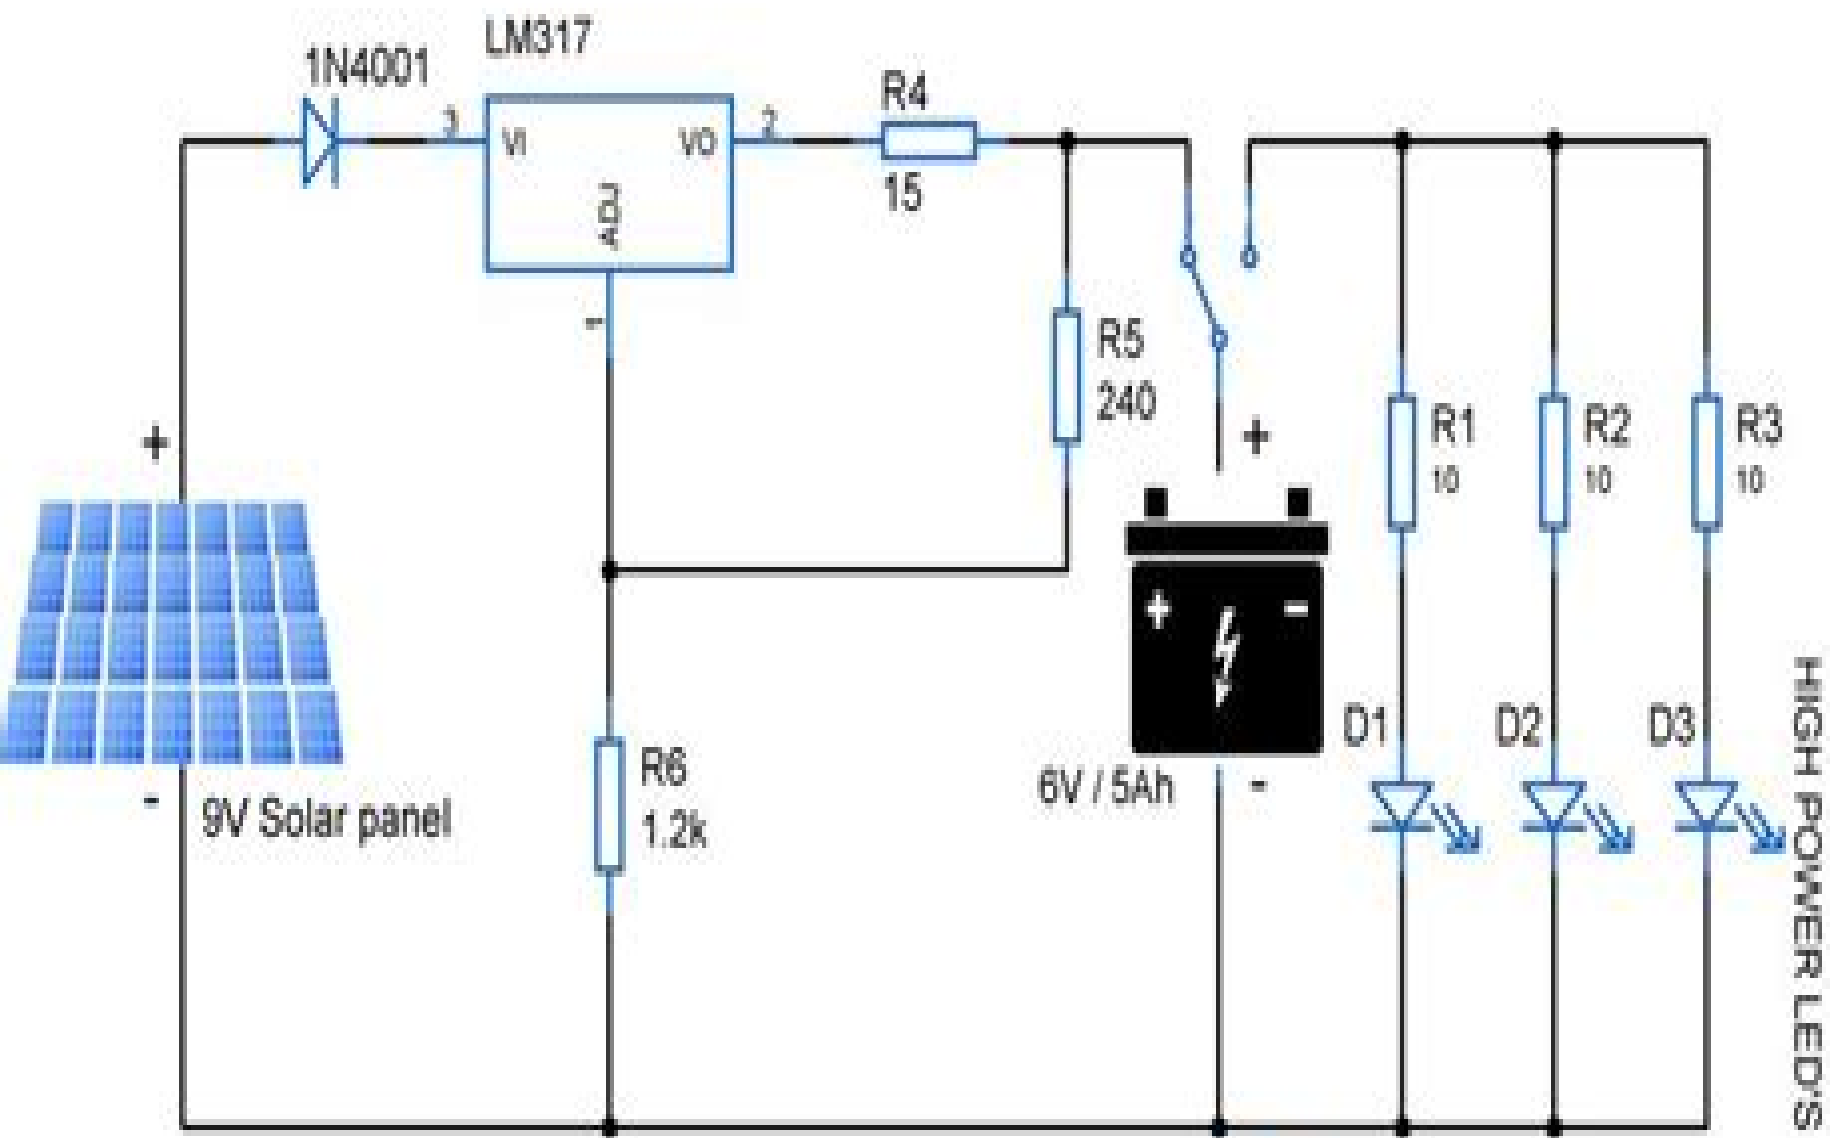 LM317
1N4001
3
VI
VO
2
ADJ
1
R4
15
R5
240
+
+
R1
10
R2
10
R3
10
+
-
D1
D2
D3
R6
1.2k
6V / 5Ah
-
-
9V Solar panel
HIGH POWER LED'S